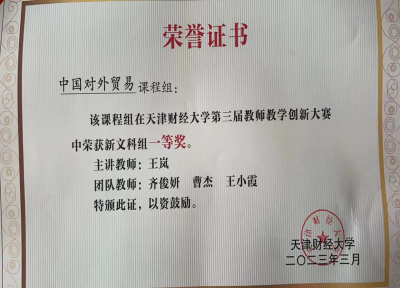 荣誉证书
中国对外贸易 课程组：
该课程组在天津财经大学第三届教师教学创新大赛
中荣获新文科组一等奖。
主讲教师：王岚
团队教师：齐俊妍 曹杰 王小霞
特颁此证，以资鼓励。
天津财经大学
二〇二三年三月